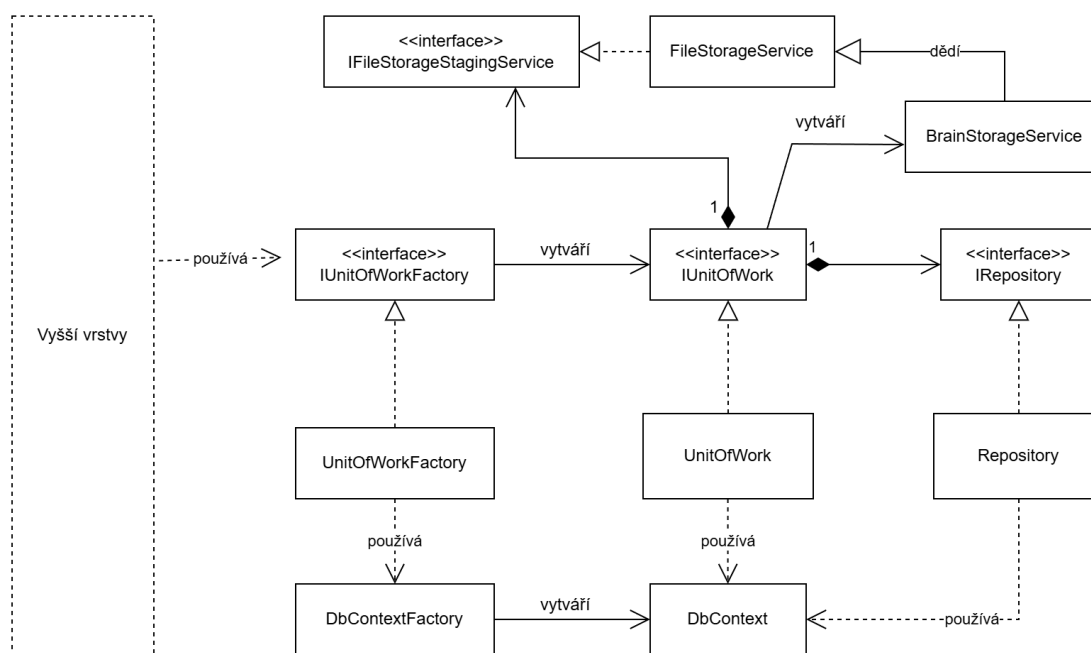 <<interface>>
IFileStorageStagingService
FileStorageService
dědí
vytváří
BrainStorageService
1
<<interface>>
IUnitOfWorkFactory
vytváří
<<interface>>
IUnitOfWork
1
<<interface>>
IRepository
používá
Vyšší vrstvy
UnitOfWorkFactory
UnitOfWork
Repository
používá
používá
DbContextFactory
vytváří
DbContext
používá